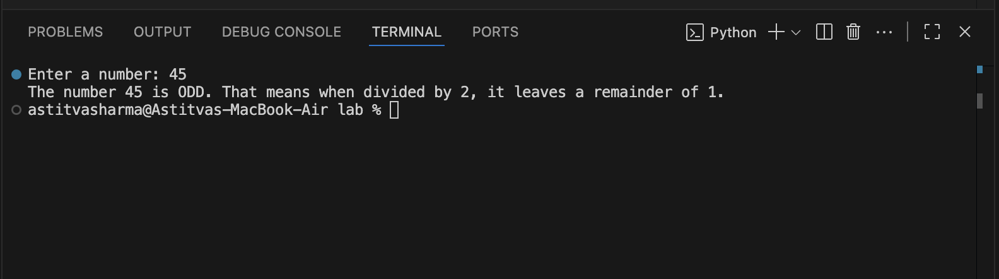 PROBLEMS OUTPUT DEBUG CONSOLE TERMINAL PORTS Python
Enter a number: 45
The number 45 is ODD. That means when divided by 2, it leaves a remainder of 1.
astitvasharma@Astitvas-MacBook-Air lab %